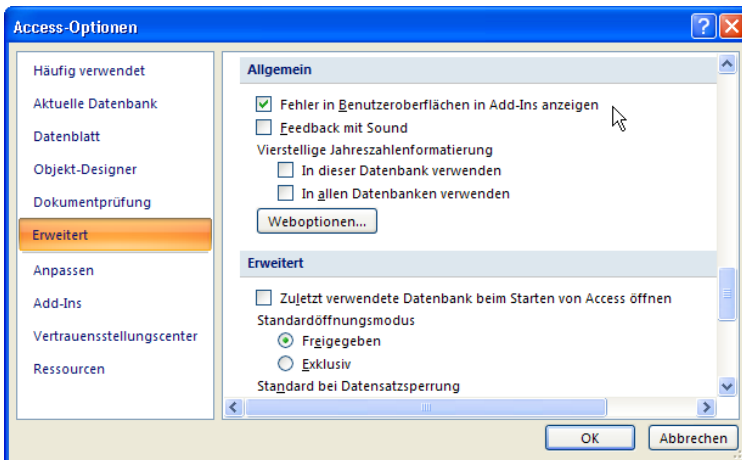 Access-Optionen
Häufig verwendet
Aktuelle Datenbank
Datenblatt
Objekt-Designer
Dokumentprüfung
Erweitert
Anpassen
Add-Ins
Vertrauensstellungscenter
Ressourcen
Allgemein
Fehler in Benutzeroberflächen in Add-Ins anzeigen
Feedback mit Sound
Vierstellige Jahreszahlenformatierung
In dieser Datenbank verwenden
In allen Datenbanken verwenden
Weboptionen...
Erweitert
Zuletzt verwendete Datenbank beim Starten von Access öffnen
Standardöffnungsmodus
Freigegeben
Exklusiv
Standard bei Datensatzsperrung
OK
Abbrechen